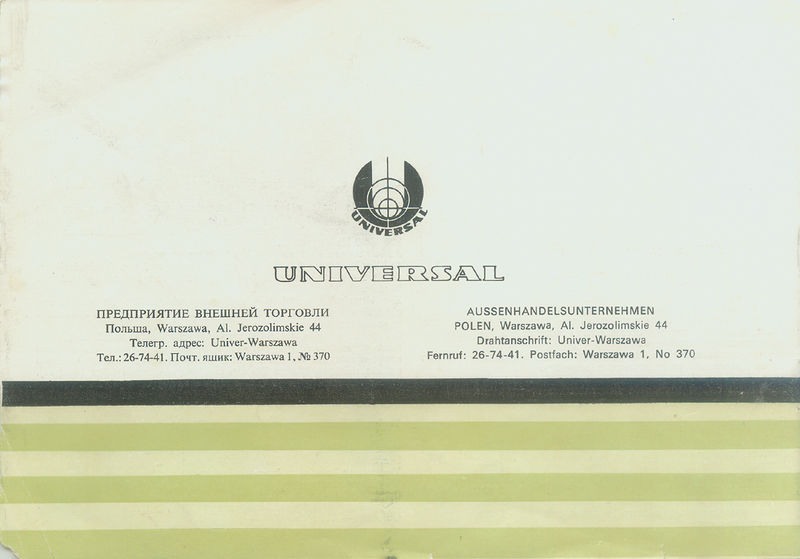 UNIVERSAL
UNIVERSAL
ПРЕДПРИЯТИЕ ВНЕШНЕЙ ТОРГОВЛИ
Польша, Warszawa, Al. Jerozolimskie 44
Телегр. адрес: Univer-Warszawa
Тел.: 26-74-41. Почт. ящик: Warszawa 1, № 370
AUSSENHANDELSUNTERNEHMEN
POLEN, Warszawa, Al. Jerozolimskie 44
Drahtanschrift: Univer-Warszawa
Fernruf: 26-74-41. Postfach: Warszawa 1, No 370